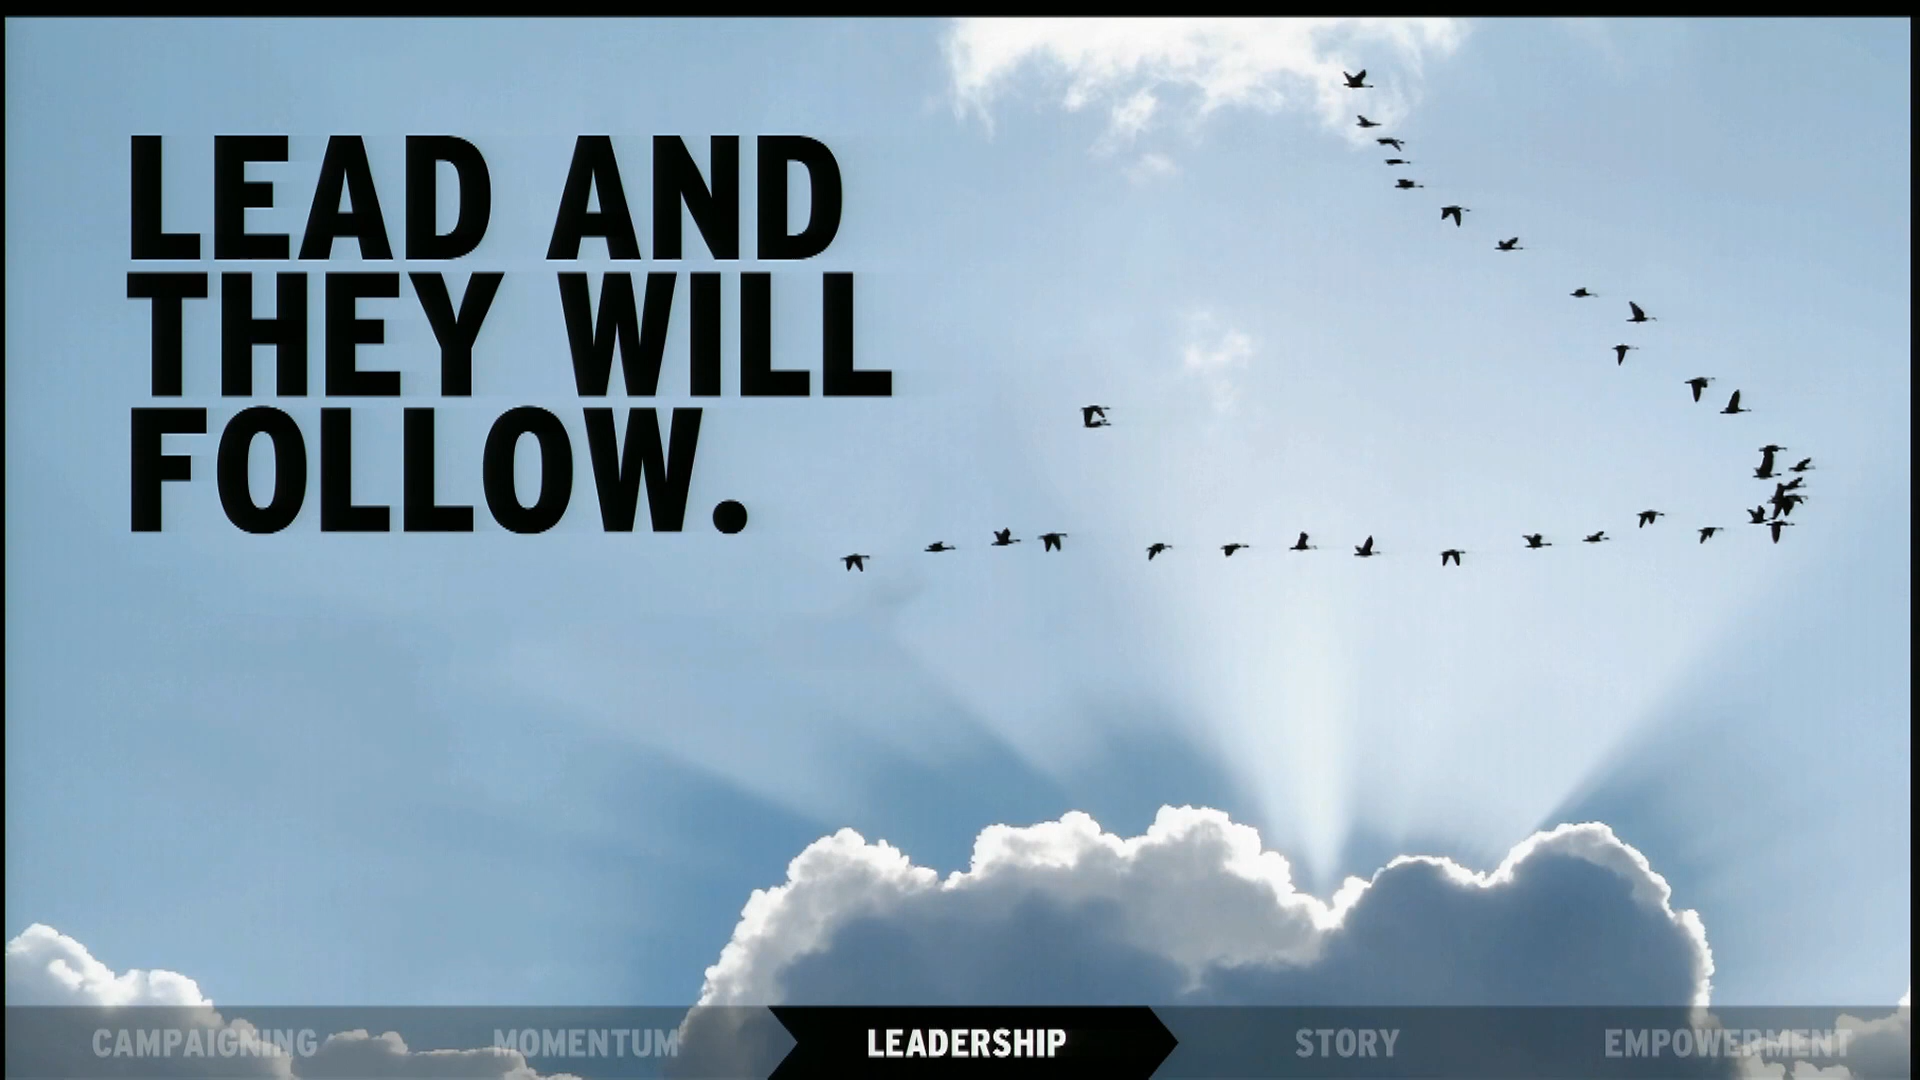 LEAD AND
THEY WILL
FOLLOW.
CAMPAIGNING MOMENTUM LEADERSHIP STORY EMPOWERMENT